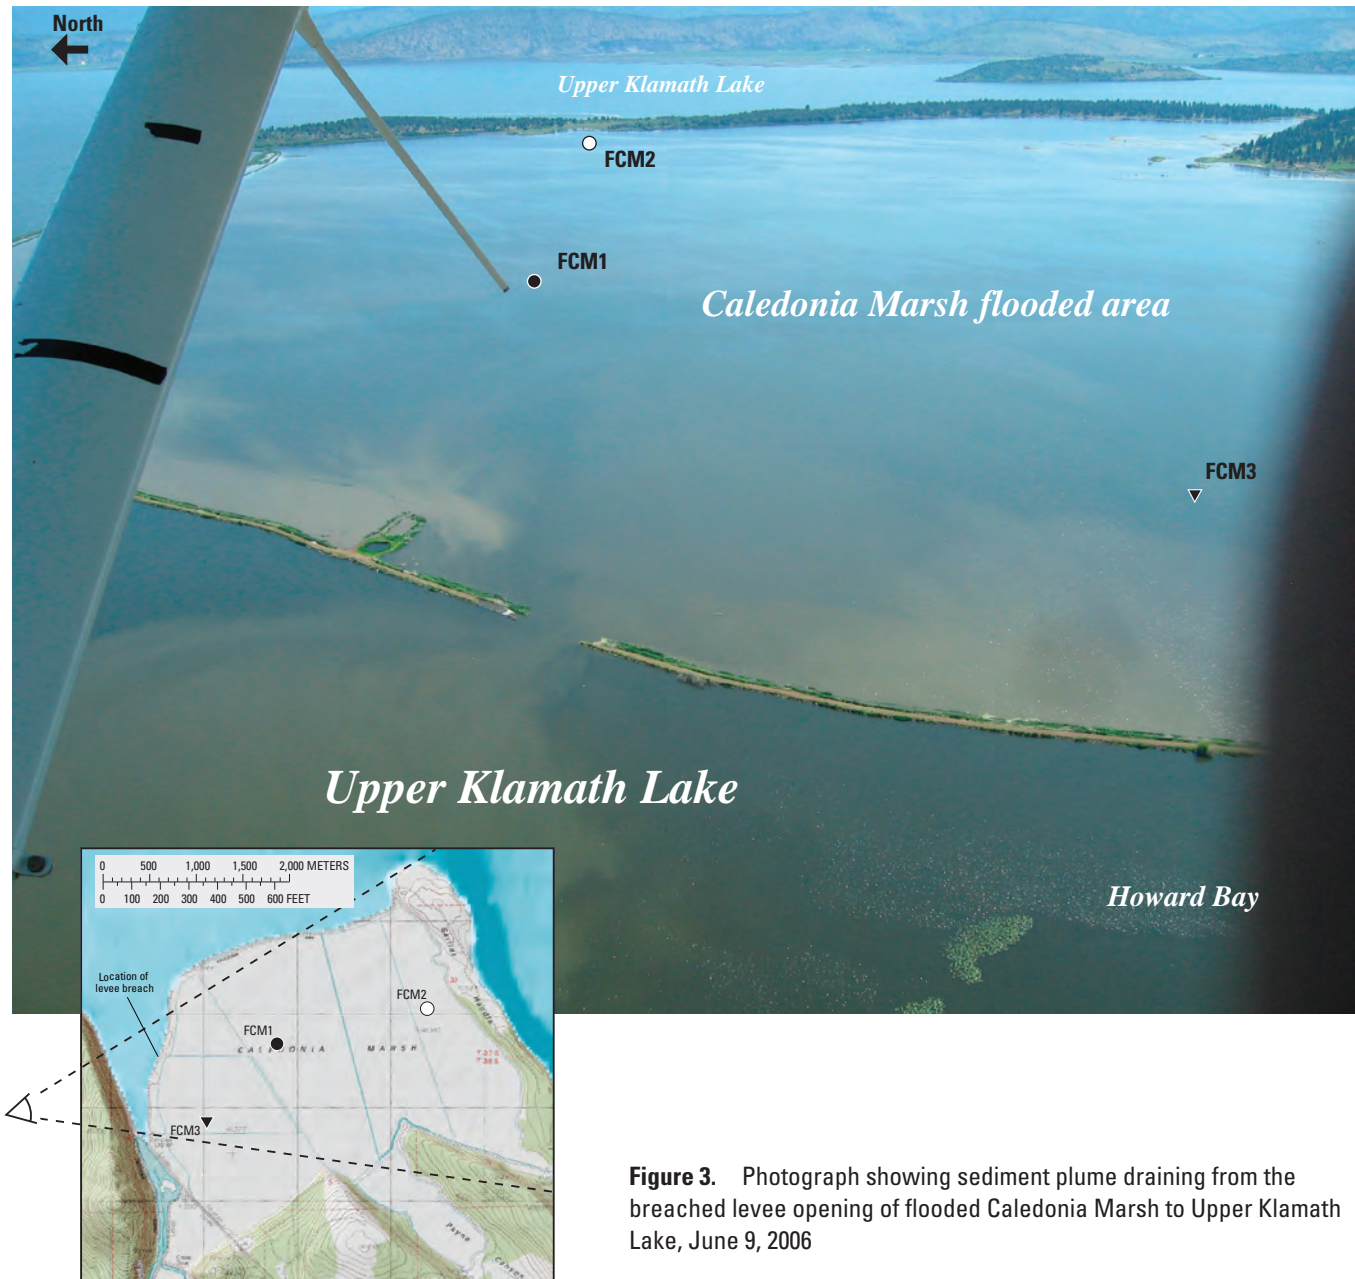 North
Upper Klamath Lake
FCM2
FCM1
Caledonia Marsh flooded area
FCM3
Upper Klamath Lake
Howard Bay
0 500 1,000 1,500 2,000 METERS
0 100 200 300 400 500 600 FEET
Location of
levee breach
FCM2
FCM1
CALEDONIA MARSH
FCM3
Payne
Canyon
Figure 3. Photograph showing sediment plume draining from the
breached levee opening of flooded Caledonia Marsh to Upper Klamath
Lake, June 9, 2006